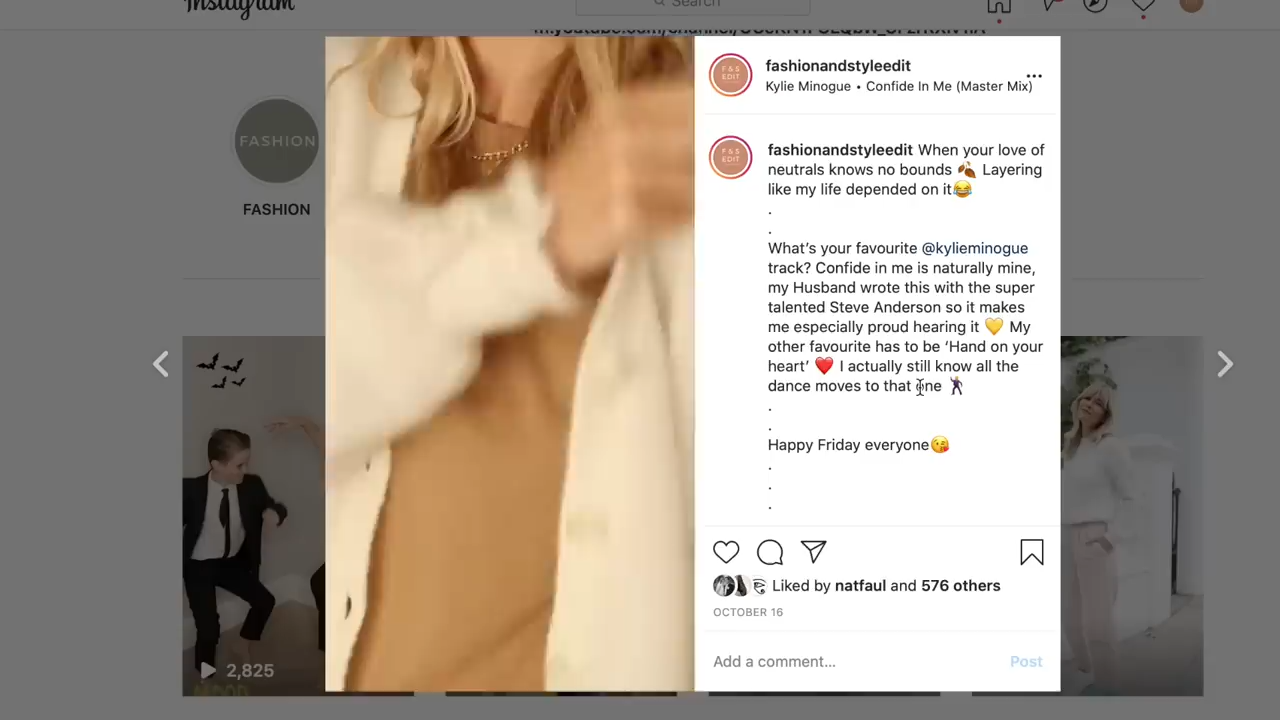 Instagram
Search
FASHION
FASHION
F & S
EDIT
fashionandstyleedit
Kylie Minogue • Confide In Me (Master Mix)
F & S
EDIT
fashionandstyleedit When your love of
neutrals knows no bounds 🍂 Layering
like my life depended on it😂
.
.
What's your favourite @kylieminogue
track? Confide in me is naturally mine,
my Husband wrote this with the super
talented Steve Anderson so it makes
me especially proud hearing it 💛 My
other favourite has to be ‘Hand on your
heart’ ❤️ I actually still know all the
dance moves to that one 🕺
.
.
Happy Friday everyone😘
.
.
.
Liked by natfaul and 576 others
OCTOBER 16
Add a comment... Post
2,825